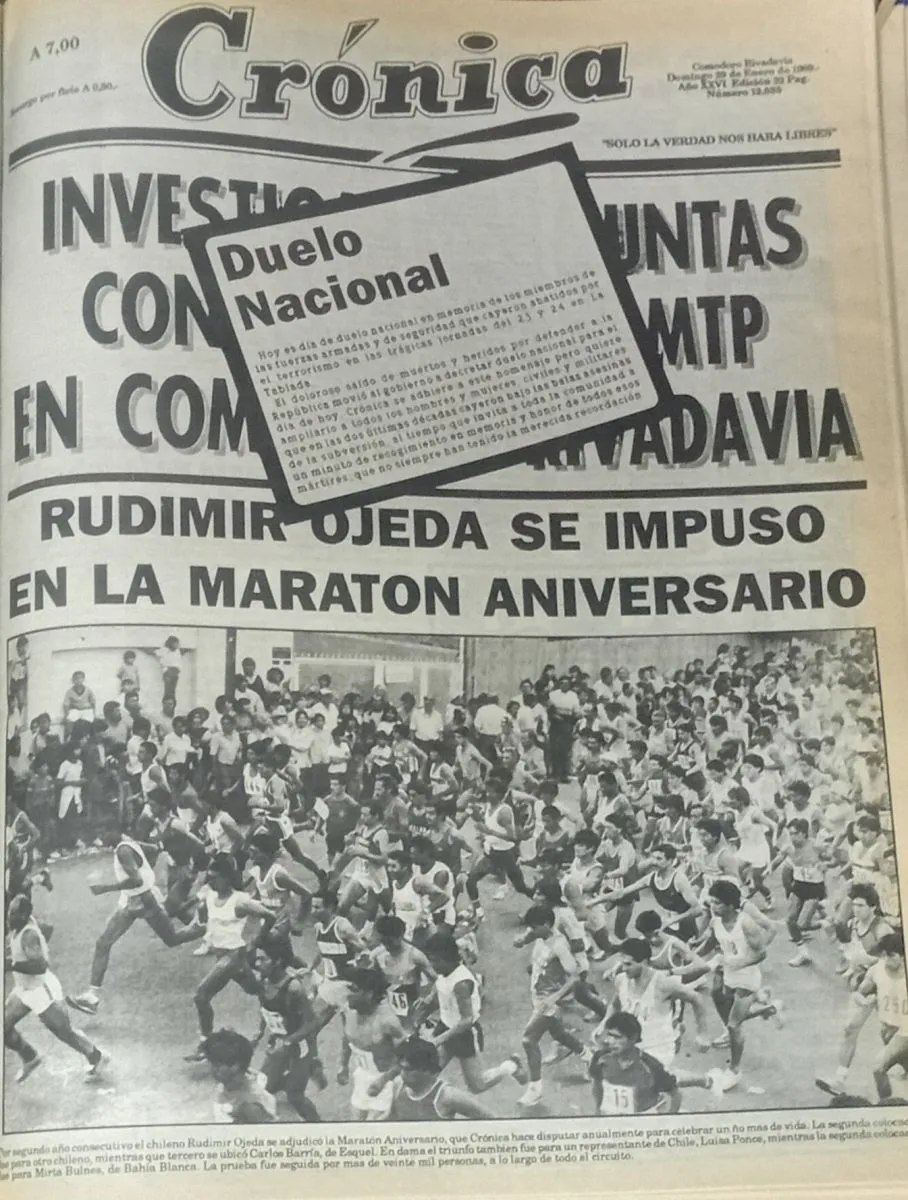 A 7,00
Recargo por flete A 0,50.-
Crónica
Comodoro Rivadavia
Domingo 29 de Enero de 1989.-
Año XXVI Edición 32 Pag.
Número 12.
"SOLO LA VERDAD NOS HARA LIBRES"
INVESTIG UNTAS
CON MTP
EN COM RIVADAVIA
Duelo
Nacional
Hoy es día de duelo nacional en memoria de los miembros de
las fuerzas armadas y de seguridad que cayeron abatidos por
el terrorismo en las trágicas jornadas del 23 y 24 en La
Tablada.
El doloroso saldo de muertos y heridos por defender a la
República movió al gobierno a decretar duelo nacional para el
día de hoy. Crónica se adhiere a este homenaje pero quiere
ampliarlo a todos los hombres y mujeres, civiles y militares
que en las dos últimas décadas cayeron bajo las balas asesinas
de la subversión, al tiempo que invita a toda la comunidad a
un minuto de recogimiento en memoria y honor de todos esos
mártires, que no siempre han tenido la merecida recordación
RUDIMIR OJEDA SE IMPUSO
EN LA MARATON ANIVERSARIO
46
15
250
Por segundo año consecutivo el chileno Rudimir Ojeda se adjudicó la Maratón Aniversario, que Crónica hace disputar anualmente para celebrar un año mas de vida. La segunda
para otro chileno, mientras que tercero se ubicó Carlos Barría, de Esquel. En dama el triunfo tambien fue para un representante de Chile, Luisa Ponce, mientras la segunda
para Mirta Bulnes, de Bahía Blanca. La prueba fue seguida por mas de veinte mil personas, a lo largo de todo el circuito.